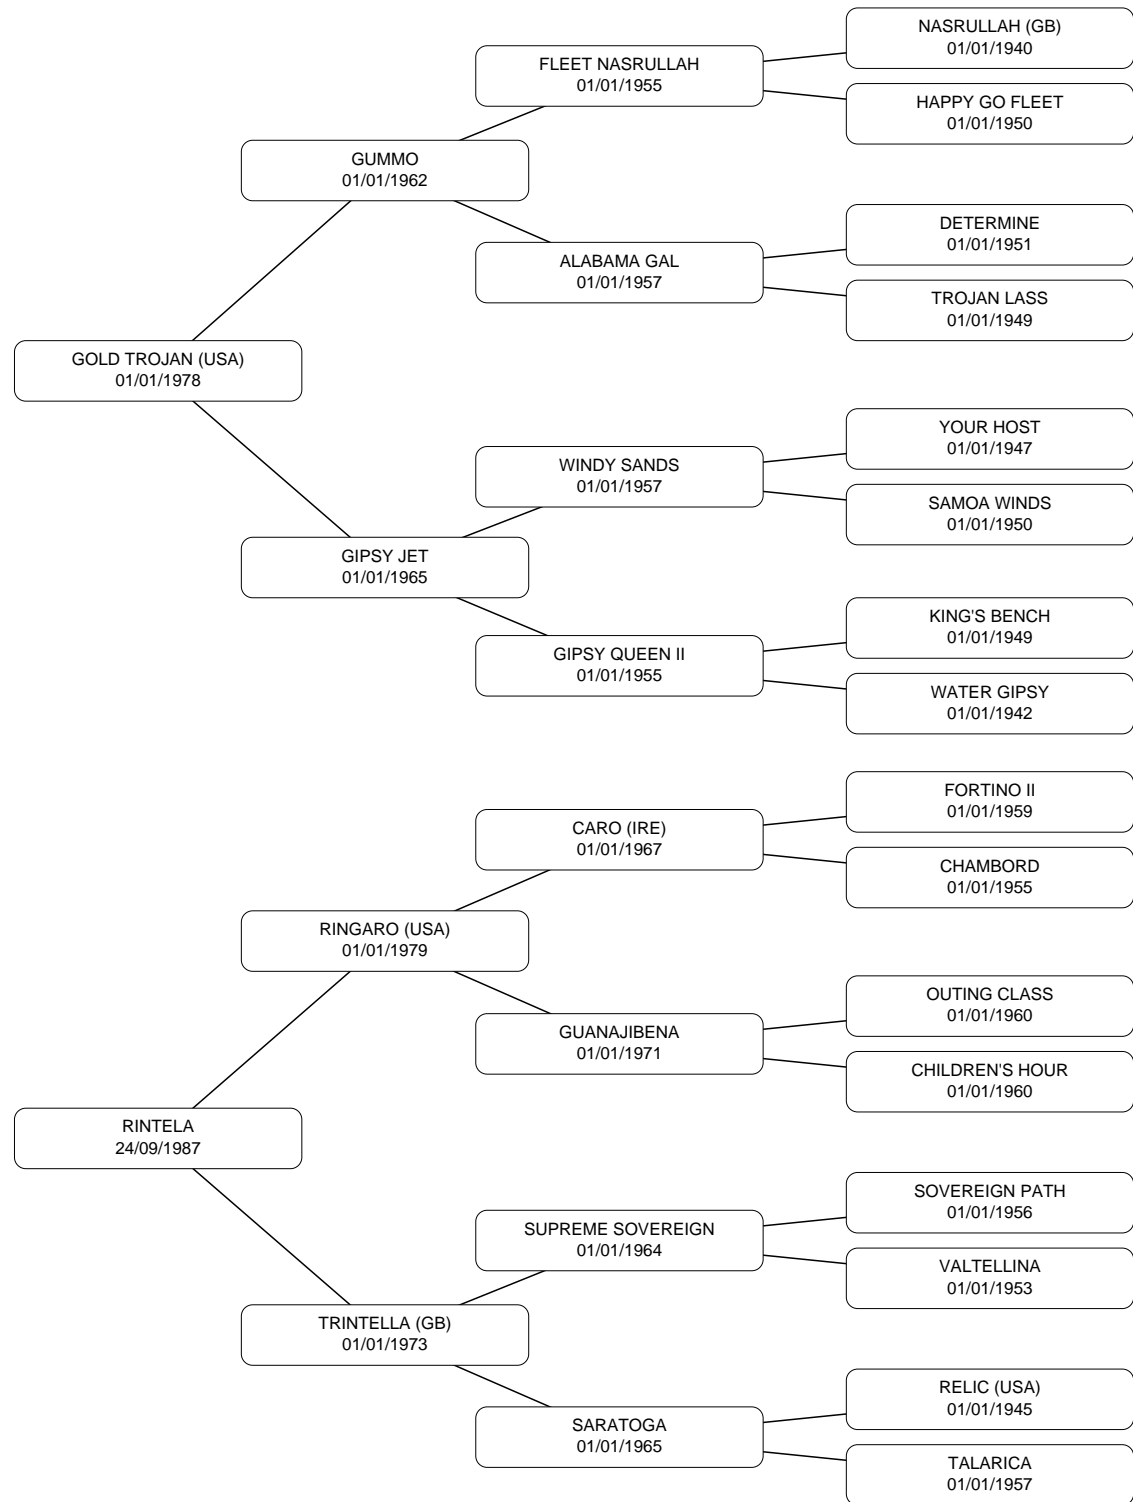 NASRULLAH (GB)
01/01/1940
FLEET NASRULLAH
01/01/1955
HAPPY GO FLEET
01/01/1950
GUMMO
01/01/1962
DETERMINE
01/01/1951
ALABAMA GAL
01/01/1957
TROJAN LASS
01/01/1949
GOLD TROJAN (USA)
01/01/1978
YOUR HOST
01/01/1947
WINDY SANDS
01/01/1957
SAMOA WINDS
01/01/1950
GIPSY JET
01/01/1965
KING'S BENCH
01/01/1949
GIPSY QUEEN II
01/01/1955
WATER GIPSY
01/01/1942
FORTINO II
01/01/1959
CARO (IRE)
01/01/1967
CHAMBORD
01/01/1955
RINGARO (USA)
01/01/1979
OUTING CLASS
01/01/1960
GUANAJIBENA
01/01/1971
CHILDREN'S HOUR
01/01/1960
RINTELA
24/09/1987
SOVEREIGN PATH
01/01/1956
SUPREME SOVEREIGN
01/01/1964
VALTELLINA
01/01/1953
TRINTELLA (GB)
01/01/1973
RELIC (USA)
01/01/1945
SARATOGA
01/01/1965
TALARICA
01/01/1957